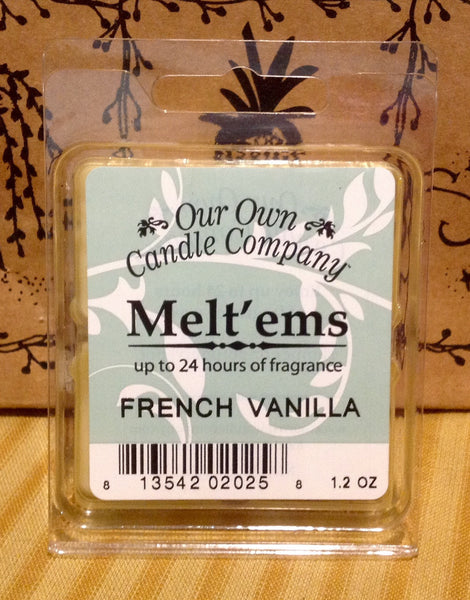 Our Own
Candle Company
Melt'ems
up to 24 hours of fragrance
FRENCH VANILLA
8 13542 02025 8 1.2 OZ